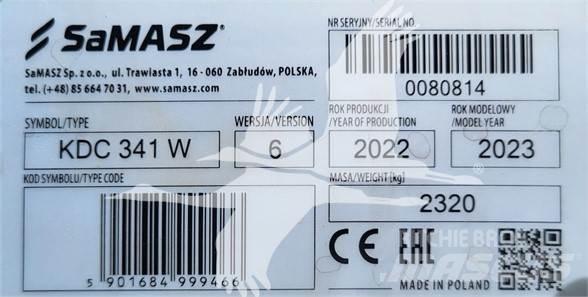 SaMASZ
SaMASZ Sp. z o.o., ul. Trawiasta 1, 16 - 060 Zabłudów, POLSKA,
tel. (+48) 85 664 70 31, www.samasz.com
NR SERYJNY/SERIAL NO.
0080814
SYMBOL/TYPE
KDC 341 W
WERSJA/VERSION
6
ROK PRODUKCJI
/YEAR OF PRODUCTION
2022
ROK MODELOWY
/MODEL YEAR
2023
KOD SYMBOLU/TYPE CODE
5 901684 999466
MASA/WEIGHT [kg]
2320
CE EAC
MADE IN POLAND